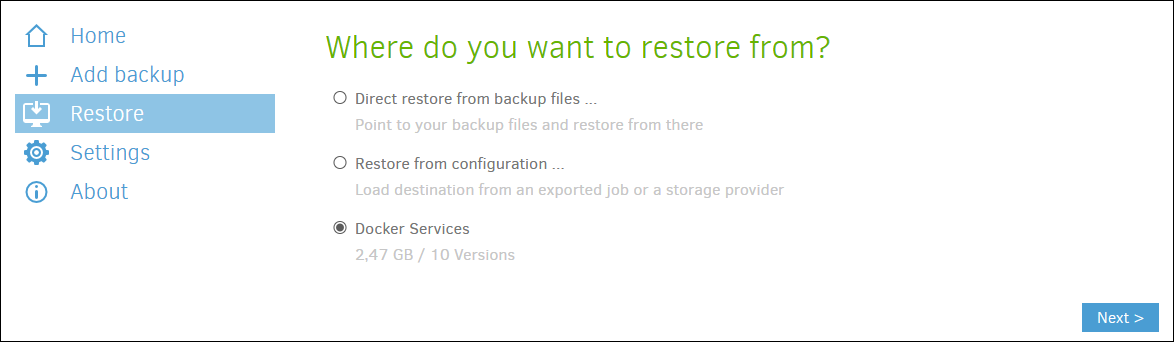 Home
Add backup
Restore
Settings
About
Where do you want to restore from?
Direct restore from backup files ...
Point to your backup files and restore from there
Restore from configuration ...
Load destination from an exported job or a storage provider
Docker Services
2,47 GB / 10 Versions
Next >